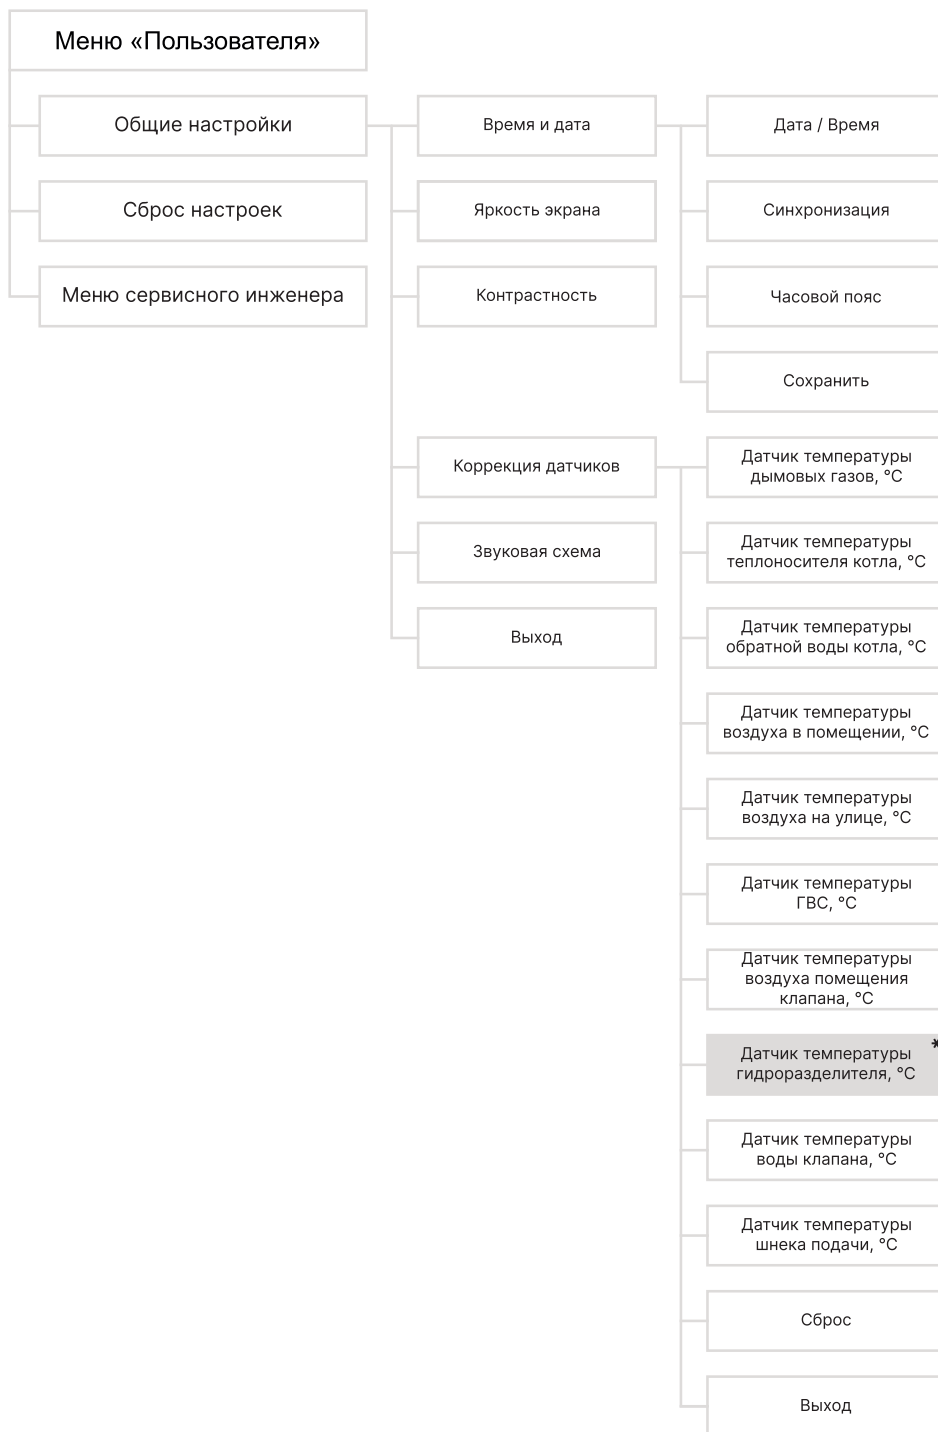 Меню «Пользователя»
Общие настройки
Время и дата
Дата / Время
Сброс настроек
Яркость экрана
Синхронизация
Меню сервисного инженера
Контрастность
Часовой пояс
Сохранить
Коррекция датчиков
Датчик температуры
дымовых газов, °C
Звуковая схема
Датчик температуры
теплоносителя котла, °C
Выход
Датчик температуры
обратной воды котла, °C
Датчик температуры
воздуха в помещении, °C
Датчик температуры
воздуха на улице, °C
Датчик температуры
ГВС, °C
Датчик температуры
воздуха помещения
клапана, °C
Датчик температуры *
гидроразделителя, °C
Датчик температуры
воды клапана, °C
Датчик температуры
шнека подачи, °C
Сброс
Выход